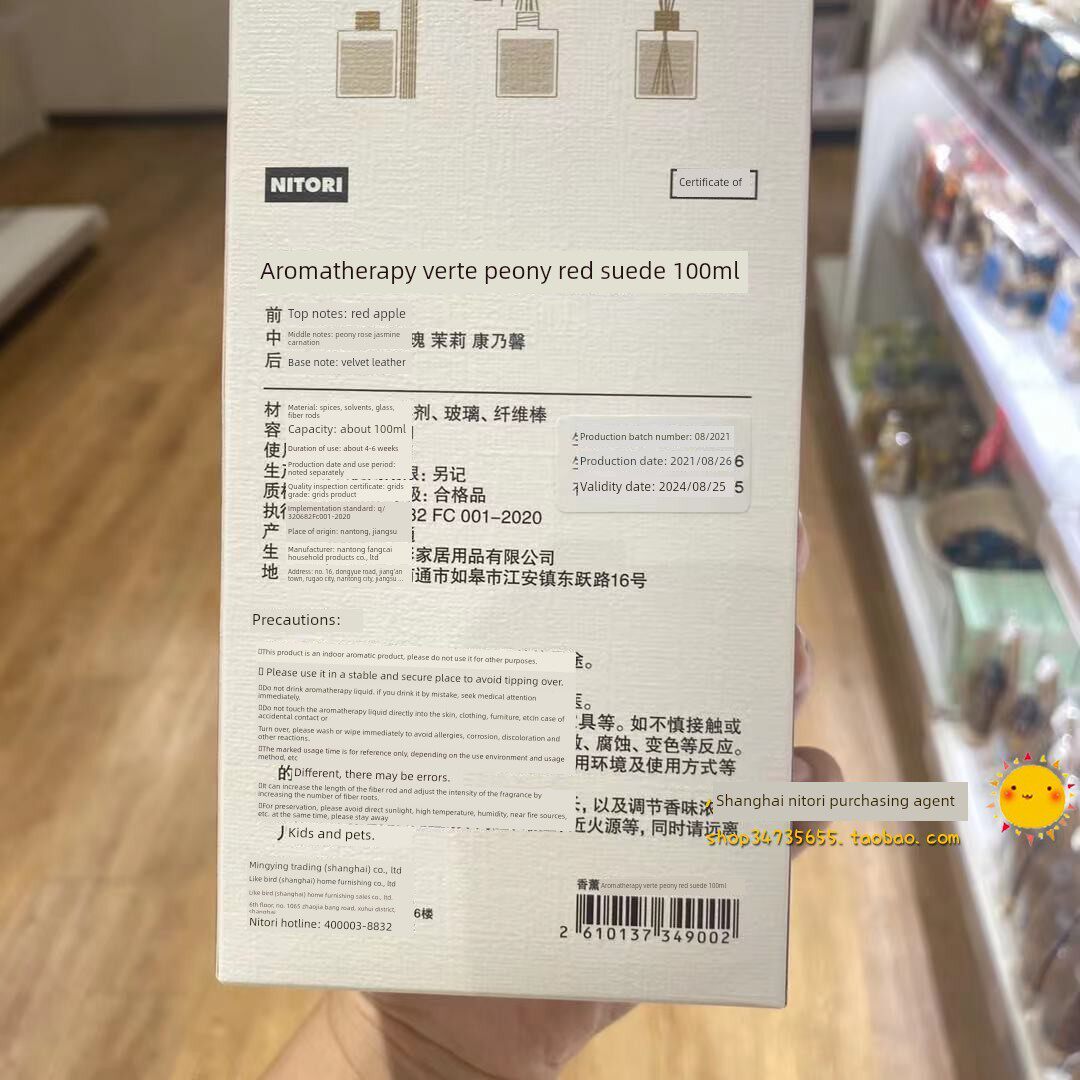 NITORI
Certificate of
Aromatherapy verte peony red suede 100ml
前 Top notes: red apple
中 Middle notes: peony rose jasmine carnation 瑰 茉莉 康乃馨
后 Base note: velvet leather
材 Material: spices, solvents, glass, fiber rods 剂、玻璃、纤维棒
容 Capacity: about 100ml
使 Duration of use: about 4-6 weeks
生 Production date and use period: noted separately 限: 另记
质 Quality inspection certificate: grids grade: grids product 级: 合格品
执行 Implementation standard: q/320682Fc001-2020 82 FC 001-2020
产 Place of origin: nantong, jiangsu 通
生 Manufacturer: nantong fangcai household products co., ltd 家居用品有限公司
地 Address: no. 16, dongyue road, jiang'an town, rugao city, nantong city, jiangsu ... 通市如皋市江安镇东跃路16号
Production batch number: 08/2021
Production date: 2021/08/26 6
Validity date: 2024/08/25 5
Precautions:
This product is an indoor aromatic product, please do not use it for other purposes. 途。
Please use it in a stable and secure place to avoid tipping over.
Do not drink aromatherapy liquid. if you drink it by mistake, seek medical attention immediately. 医。
Do not touch the aromatherapy liquid directly into the skin, clothing, furniture, etcin case of accidental contact or 具等。如不慎接触或
Turn over, please wash or wipe immediately to avoid allergies, corrosion, discoloration and other reactions. 敏、腐蚀、变色等反应。
The marked usage time is for reference only, depending on the use environment and usage method, etc 用环境及使用方式等
的 Different, there may be errors.
It can increase the length of the fiber rod and adjust the intensity of the fragrance by increasing the number of fiber roots. 长, 以及调节香味浓
For preservation, please avoid direct sunlight, high temperature, humidity, near fire sources, etc. at the same time, please stay away 近火源等, 同时请远离
Kids and pets.
Shanghai nitori purchasing agent
shop34735655.taobao.com
Mingying trading (shanghai) co., ltd
Like bird (shanghai) home furnishing co., ltd
Like bird (shanghai) home furnishing sales co., ltd.
6th floor, no. 1065 zhaojia bang road, xuhui district, shanghai 6楼
Nitori hotline: 400003-8832
香薰 Aromatherapy verte peony red suede 100ml
2 610137 349002